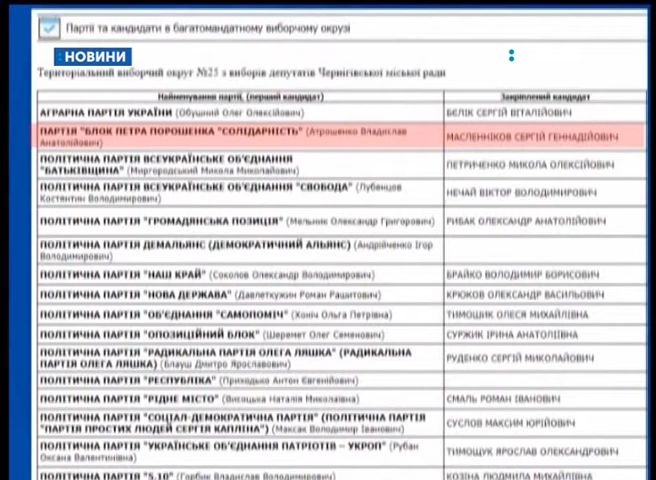 Партії та кандидати в багатомандатному виборчому окрузі
НОВИНИ
Територіальний виборчий округ №25 з виборів депутатів Чернігівської міської ради
Найменування партії, (перший кандидат) Закріплений кандидат
АГРАРНА ПАРТІЯ УКРАЇНИ (Обушний Олег Олексійович) БЄЛІК СЕРГІЙ ВІТАЛІЙОВИЧ
ПАРТІЯ "БЛОК ПЕТРА ПОРОШЕНКА "СОЛІДАРНІСТЬ" (Атрошенко Владислав
Анатолійович) МАСЛЕННІКОВ СЕРГІЙ ГЕННАДІЙОВИЧ
ПОЛІТИЧНА ПАРТІЯ ВСЕУКРАЇНСЬКЕ ОБ'ЄДНАННЯ
"БАТЬКІВЩИНА" (Миргородський Микола Миколайович) ПЕТРИЧЕНКО МИКОЛА ОЛЕКСІЙОВИЧ
ПОЛІТИЧНА ПАРТІЯ ВСЕУКРАЇНСЬКЕ ОБ'ЄДНАННЯ "СВОБОДА" (Лубенцов
Костянтин Володимирович) НЕЧАЙ ВІКТОР ВОЛОДИМИРОВИЧ
ПОЛІТИЧНА ПАРТІЯ "ГРОМАДЯНСЬКА ПОЗИЦІЯ" (Мельник Олександр Григорович) РИБАК ОЛЕКСАНДР АНАТОЛІЙОВИЧ
ПОЛІТИЧНА ПАРТІЯ ДЕМАЛЬЯНС (ДЕМОКРАТИЧНИЙ АЛЬЯНС) (Андрійченко Ігор
Володимирович)
ПОЛІТИЧНА ПАРТІЯ "НАШ КРАЙ" (Соколов Олександр Володимирович) БРАЙКО ВОЛОДИМИР БОРИСОВИЧ
ПОЛІТИЧНА ПАРТІЯ "НОВА ДЕРЖАВА" (Давлеткужин Роман Рашитович) КРЮКОВ ОЛЕКСАНДР ВАСИЛЬОВИЧ
ПОЛІТИЧНА ПАРТІЯ "ОБ'ЄДНАННЯ "САМОПОМІЧ" (Хоніч Ольга Петрівна) ТИМОШИК ОЛЕСЯ МИХАЙЛІВНА
ПОЛІТИЧНА ПАРТІЯ "ОПОЗИЦІЙНИЙ БЛОК" (Шеремет Олег Семенович) СУРЖИК ІРИНА АНАТОЛІЇВНА
ПОЛІТИЧНА ПАРТІЯ "РАДИКАЛЬНА ПАРТІЯ ОЛЕГА ЛЯШКА" (РАДИКАЛЬНА
ПАРТІЯ ОЛЕГА ЛЯШКА) (Блауш Дмитро Ярославович) РУДЕНКО СЕРГІЙ МИКОЛАЙОВИЧ
ПОЛІТИЧНА ПАРТІЯ "РЕСПУБЛІКА" (Приходько Антон Євгенійович)
ПОЛІТИЧНА ПАРТІЯ "РІДНЕ МІСТО" (Висоцька Наталія Миколаївна) СМАЛЬ РОМАН ІВАНОВИЧ
ПОЛІТИЧНА ПАРТІЯ "СОЦІАЛ-ДЕМОКРАТИЧНА ПАРТІЯ" (ПОЛІТИЧНА ПАРТІЯ
"ПАРТІЯ ПРОСТИХ ЛЮДЕЙ СЕРГІЯ КАПЛІНА") (Максак Володимир Іванович) СУСЛОВ МАКСИМ ЮРІЙОВИЧ
ПОЛІТИЧНА ПАРТІЯ "УКРАЇНСЬКЕ ОБ'ЄДНАННЯ ПАТРІОТІВ – УКРОП" (Рубан
Оксана Валентинівна) ТИМОЩУК ЯРОСЛАВ ОЛЕКСАНДРОВИЧ
ПОЛІТИЧНА ПАРТІЯ "5.10" (Горбик Владислав Володимирович) КОЗІНА ЛЮДМИЛА МИХАЙЛІВНА